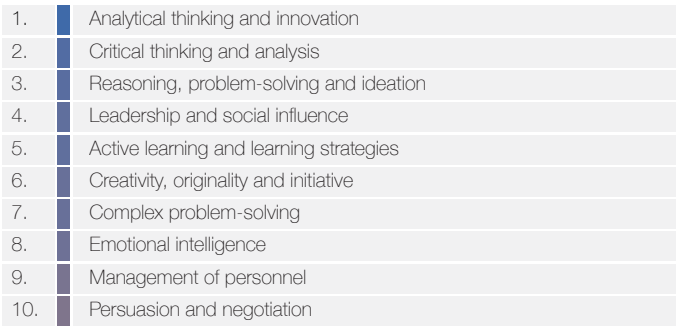 1. Analytical thinking and innovation
2. Critical thinking and analysis
3. Reasoning, problem-solving and ideation
4. Leadership and social influence
5. Active learning and learning strategies
6. Creativity, originality and initiative
7. Complex problem-solving
8. Emotional intelligence
9. Management of personnel
10. Persuasion and negotiation